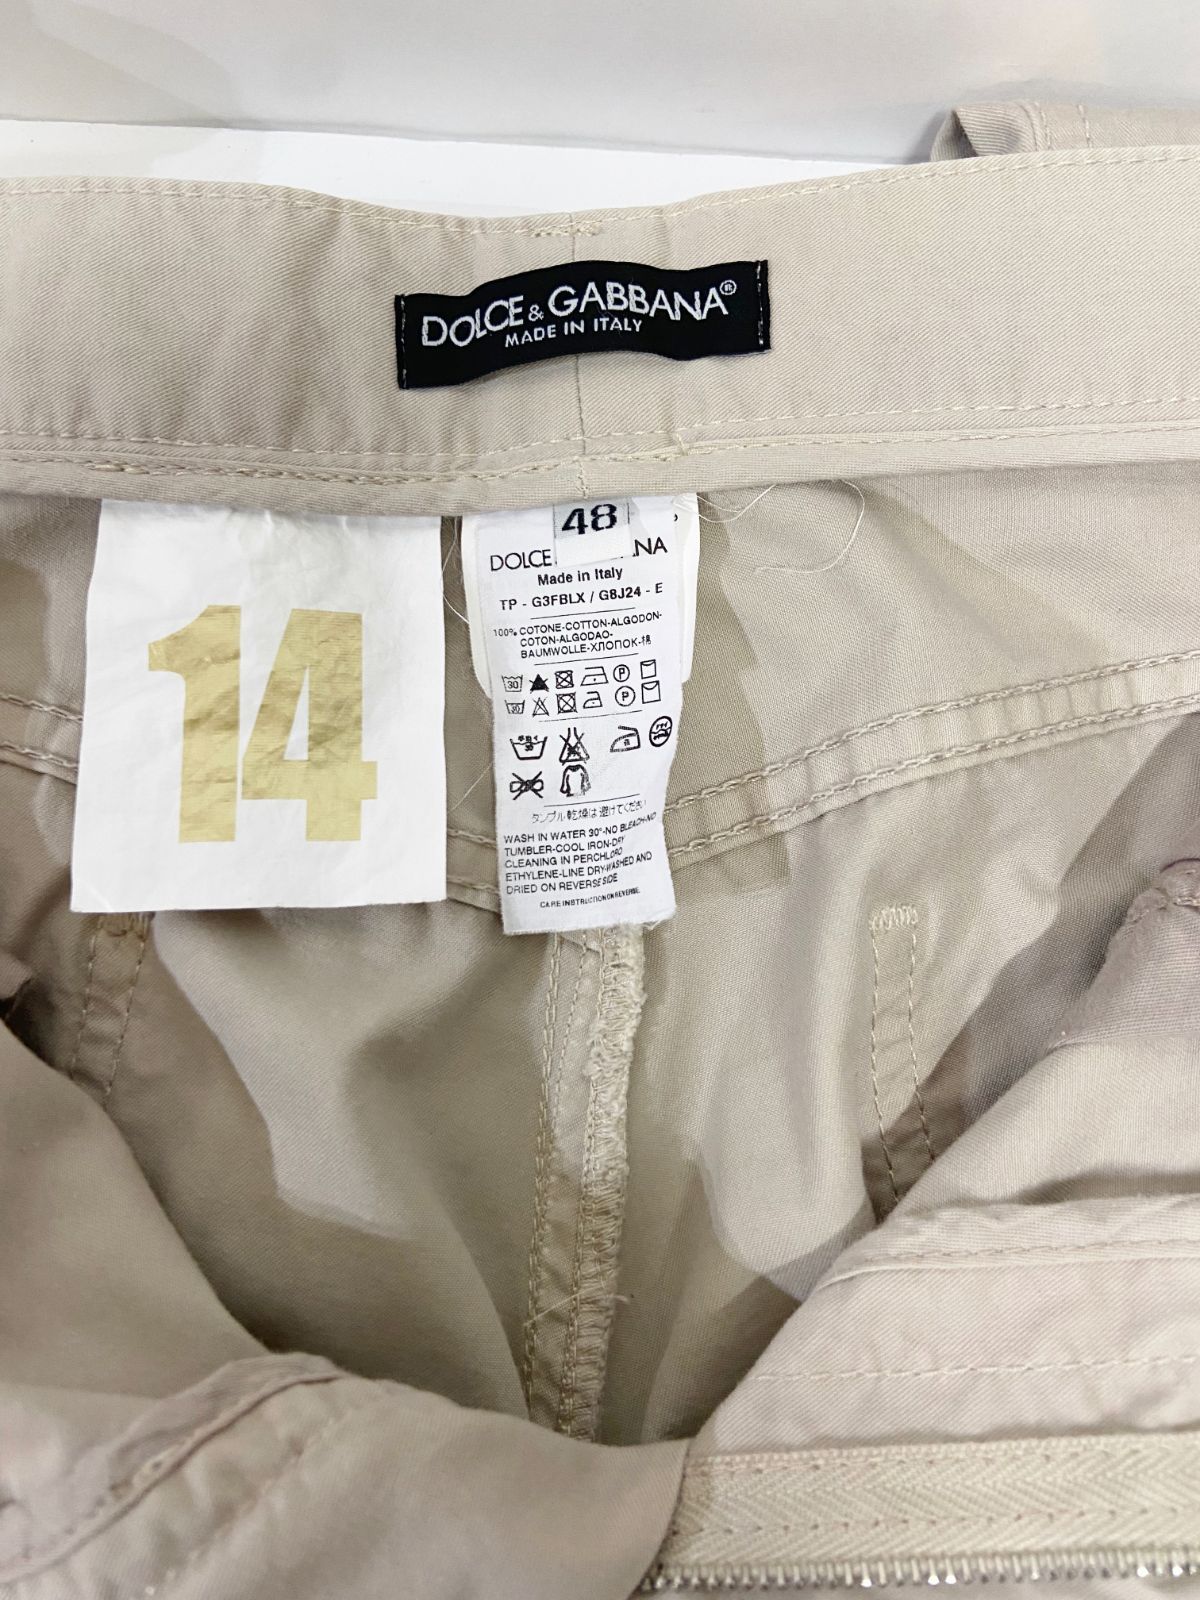 DOLCE & GABBANA®
MADE IN ITALY
14
48
DOLCE NA
Made in Italy
TP - G3FBLX / G8J24 - E
100% COTONE-COTTON-ALGODON-
COTON-ALGODAO-
BAUMWOLLE-ХЛОПОК-棉
30 P
30 P
タンブル乾燥は避けてください
WASH IN WATER 30°-NO BLEACH-NO
TUMBLER-COOL IRON-DRY
CLEANING IN PERCHLORO
ETHYLENE-LINE DRY-WASHED AND
DRIED ON REVERSE SIDE
CARE INSTRUCTION ON REVERSE.